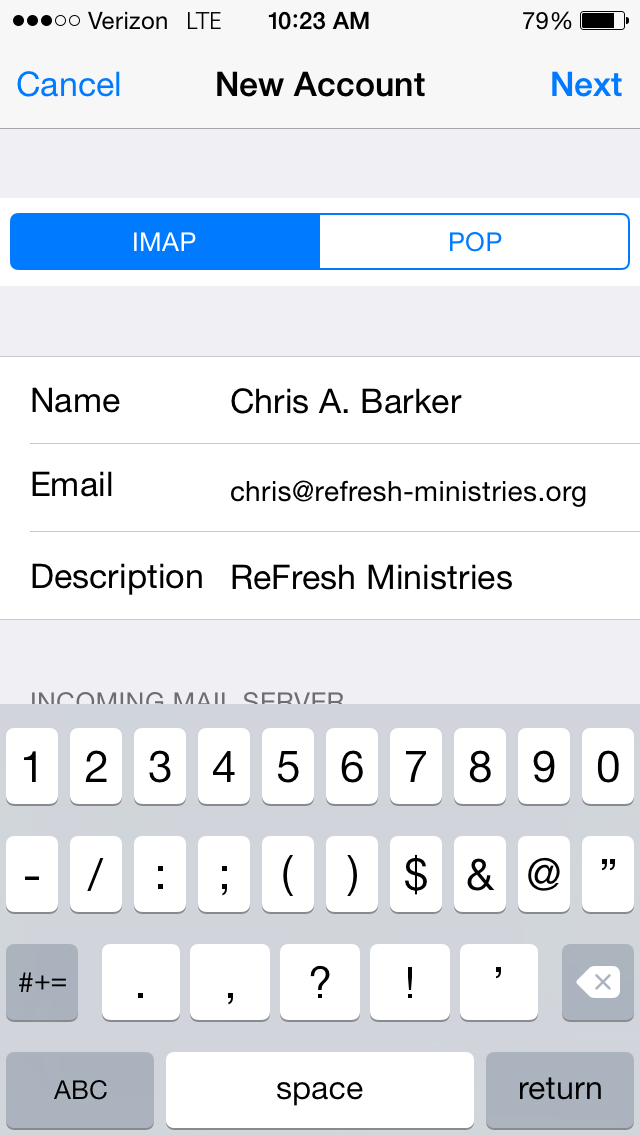 Verizon LTE 10:23 AM 79%
Cancel New Account Next
IMAP POP
Name Chris A. Barker
Email chris@refresh-ministries.org
Description ReFresh Ministries
INCOMING MAIL SERVER
1 2 3 4 5 6 7 8 9 0
- / : ; ( ) $ & @ ”
#+= . , ? ! ’
ABC space return